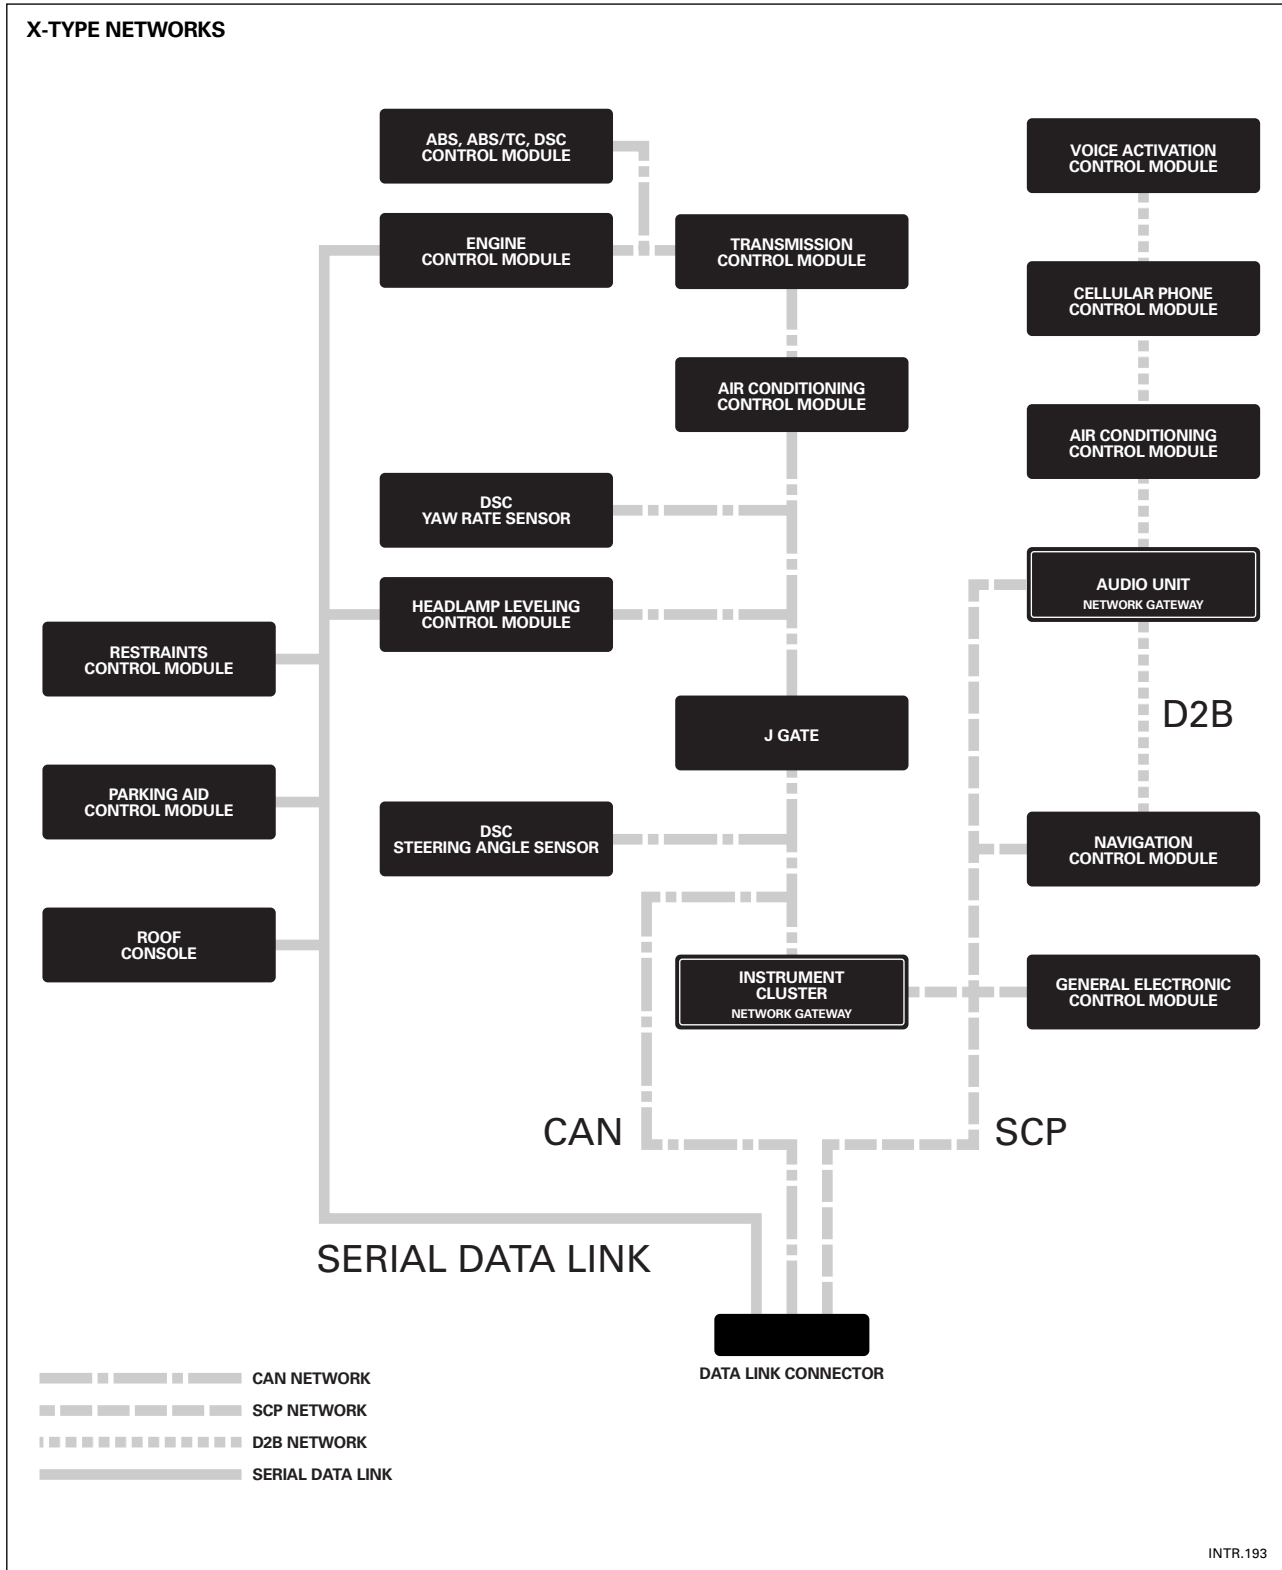 X-TYPE NETWORKS
ABS, ABS/TC, DSC
CONTROL MODULE
VOICE ACTIVATION
CONTROL MODULE
ENGINE
CONTROL MODULE
TRANSMISSION
CONTROL MODULE
CELLULAR PHONE
CONTROL MODULE
AIR CONDITIONING
CONTROL MODULE
AIR CONDITIONING
CONTROL MODULE
DSC
YAW RATE SENSOR
AUDIO UNIT
NETWORK GATEWAY
HEADLAMP LEVELING
CONTROL MODULE
RESTRAINTS
CONTROL MODULE
D2B
J GATE
PARKING AID
CONTROL MODULE
DSC
STEERING ANGLE SENSOR
NAVIGATION
CONTROL MODULE
ROOF
CONSOLE
INSTRUMENT
CLUSTER
NETWORK GATEWAY
GENERAL ELECTRONIC
CONTROL MODULE
CAN
SCP
SERIAL DATA LINK
DATA LINK CONNECTOR
CAN NETWORK
SCP NETWORK
D2B NETWORK
SERIAL DATA LINK
INTR.193